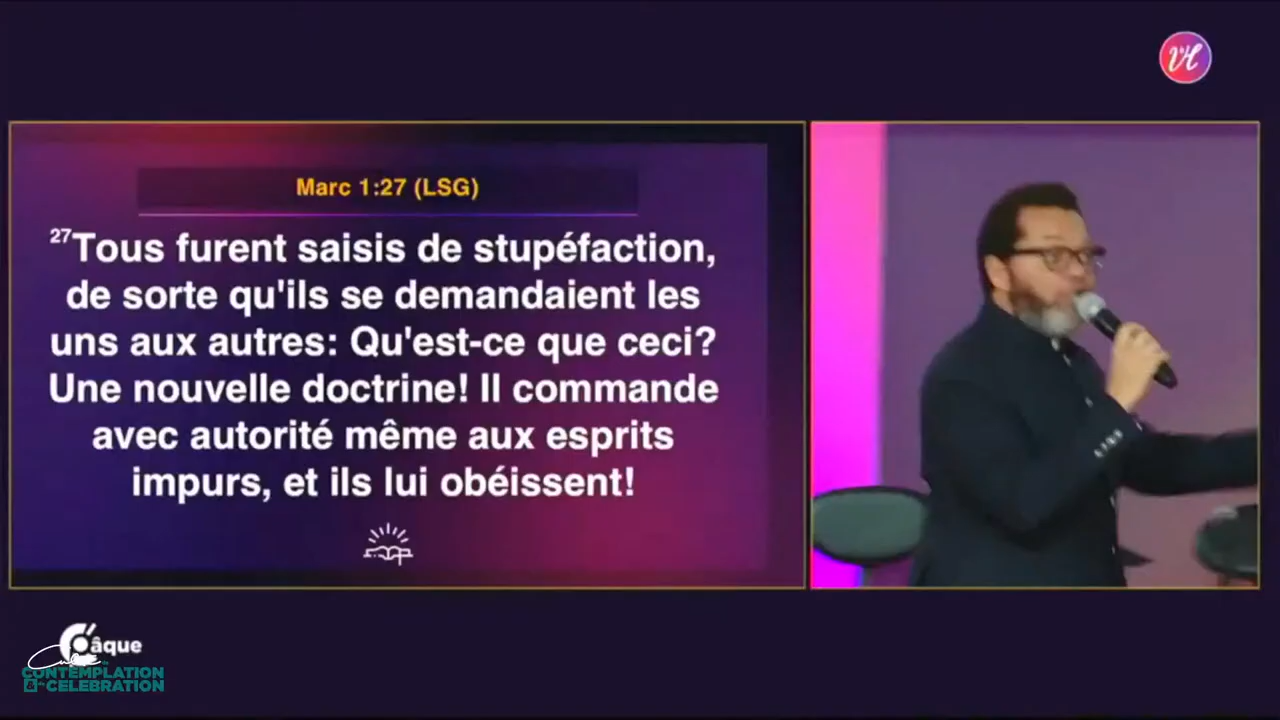 VH
Marc 1:27 (LSG)
27Tous furent saisis de stupéfaction,
de sorte qu'ils se demandaient les
uns aux autres: Qu'est-ce que ceci?
Une nouvelle doctrine! Il commande
avec autorité même aux esprits
impurs, et ils lui obéissent!
âque
CONTEMPLATION
CELEBRATION